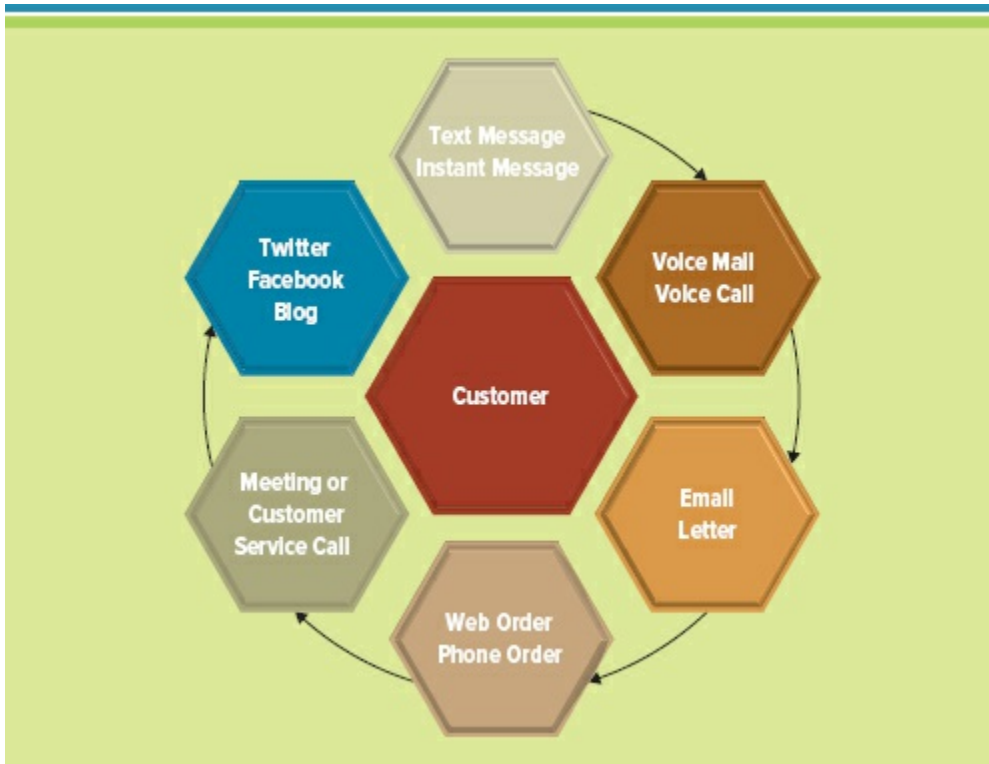 Text Message
Instant Message
Voice Mail
Voice Call
Email
Letter
Web Order
Phone Order
Meeting or
Customer
Service Call
Twitter
Facebook
Blog
Customer